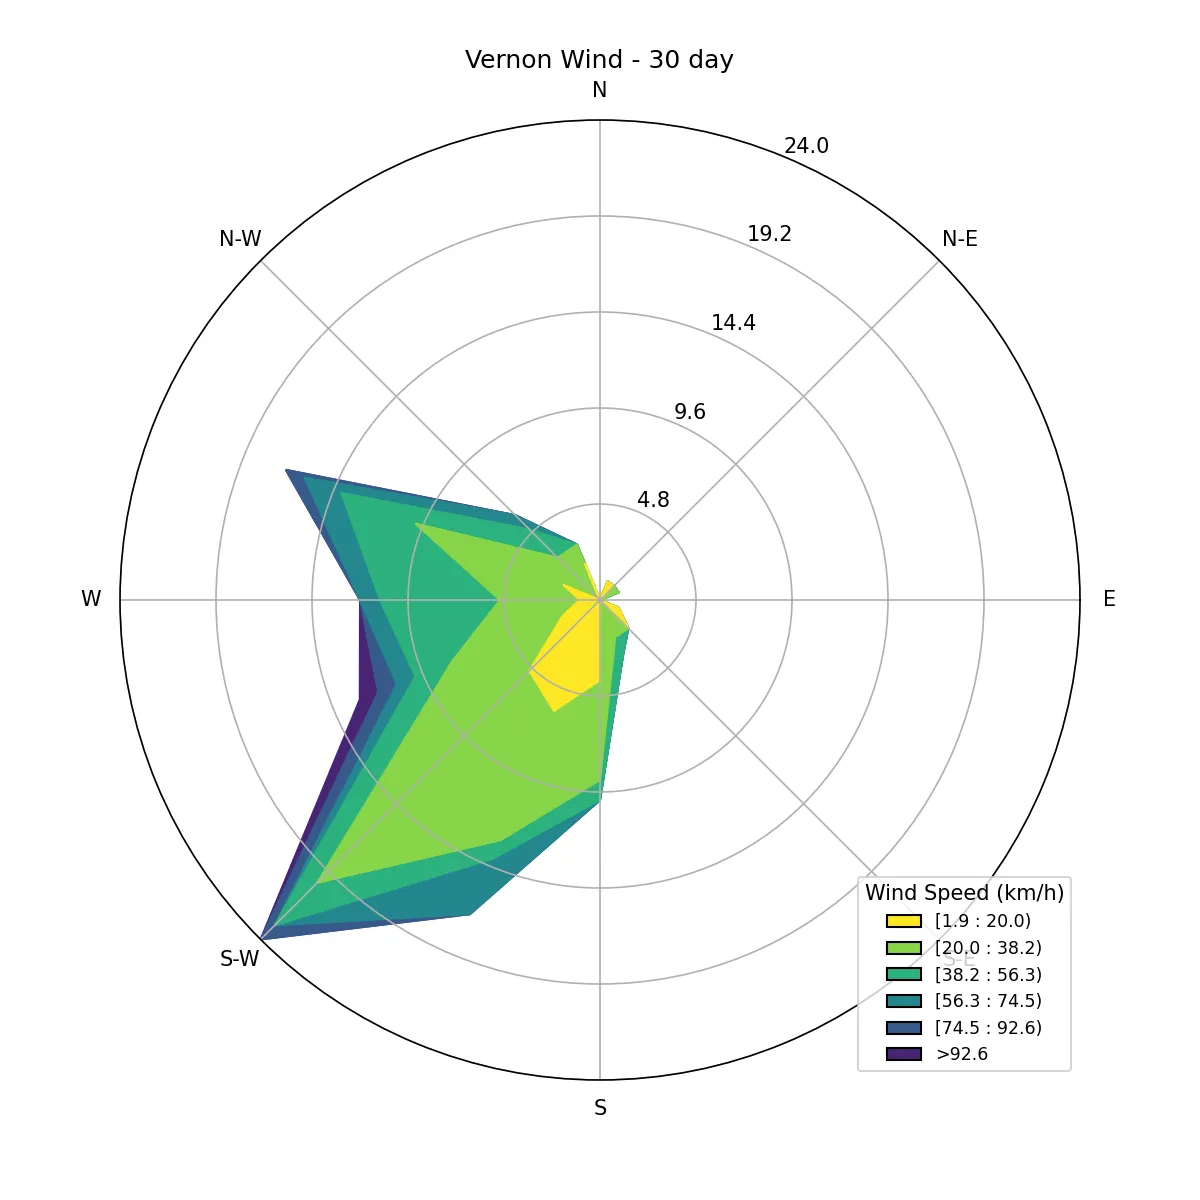 Vernon Wind - 30 day
N
24.0
N-W
19.2
N-E
14.4
9.6
4.8
W
E
S-W
S-E
Wind Speed (km/h)
[1.9 : 20.0)
[20.0 : 38.2)
[38.2 : 56.3)
[56.3 : 74.5)
[74.5 : 92.6)
>92.6
S